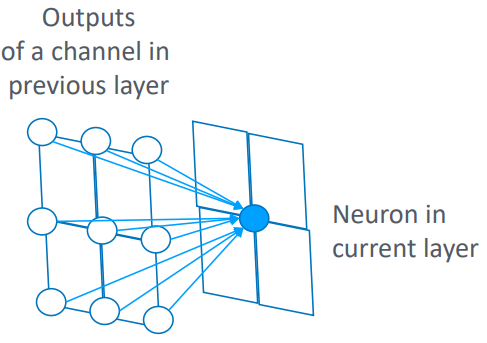 Outputs
of a channel in
previous layer
Neuron in
current layer